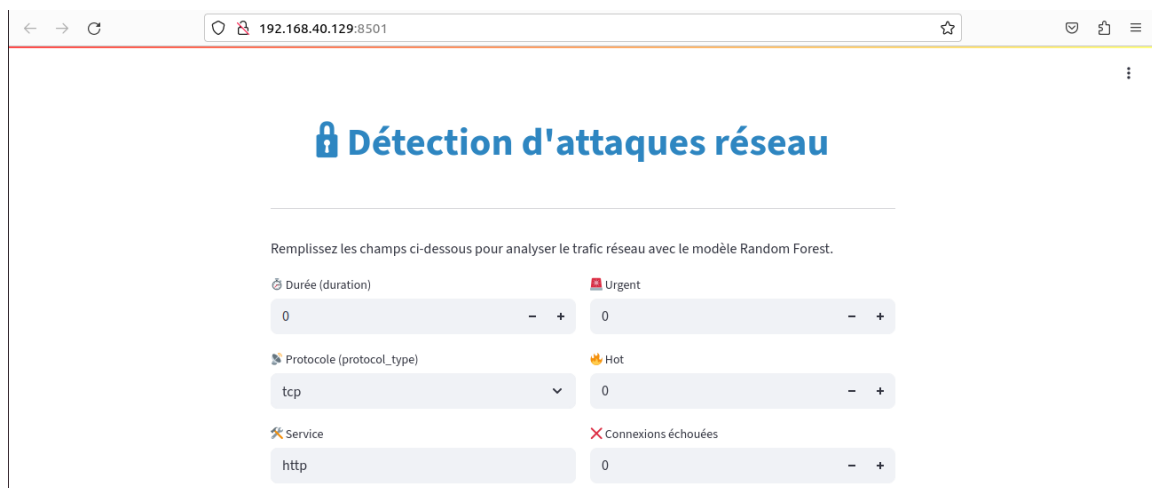 192.168.40.129:8501
Détection d'attaques réseau
Remplissez les champs ci-dessous pour analyser le trafic réseau avec le modèle Random Forest.
Durée (duration)
0
Urgent
0
Protocole (protocol_type)
tcp
Hot
0
Service
http
Connexions échouées
0